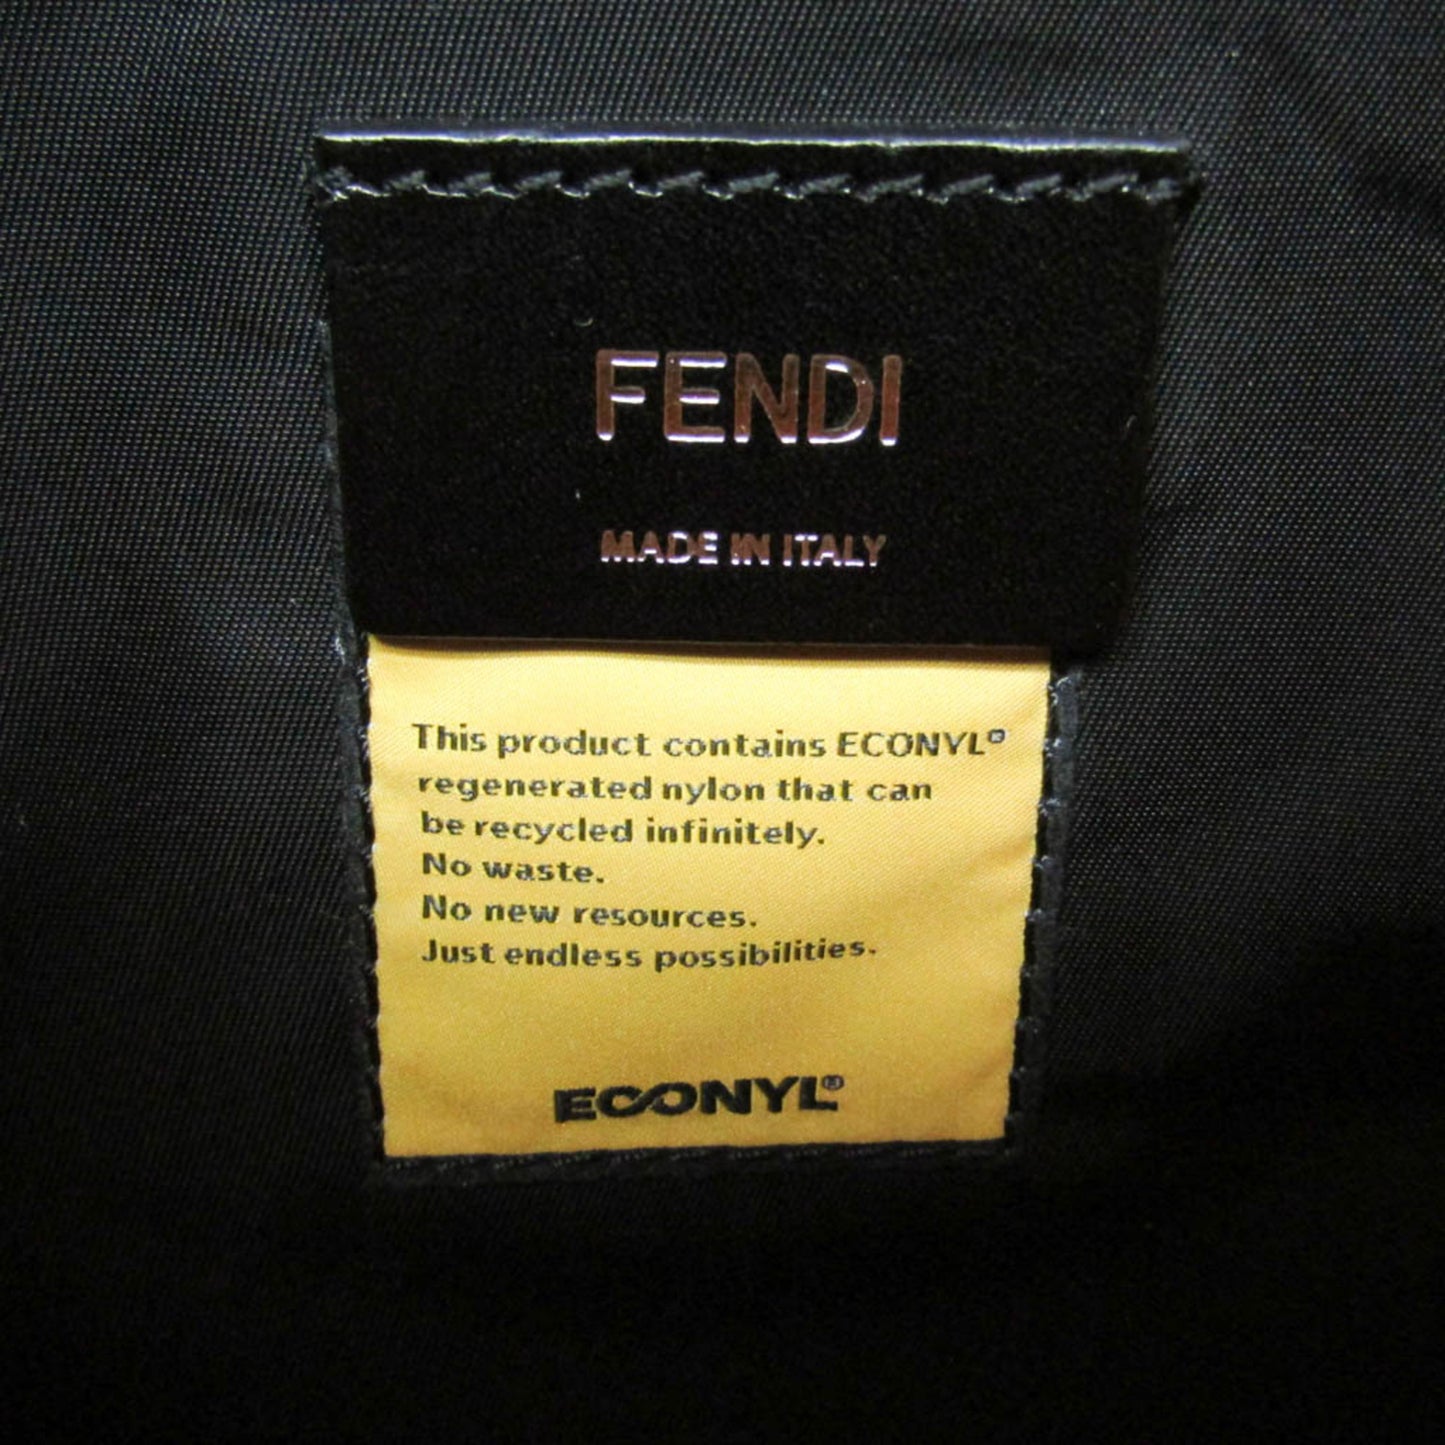 FENDI
MADE IN ITALY
This product contains ECONYL®
regenerated nylon that can
be recycled infinitely.
No waste.
No new resources.
Just endless possibilities.
ECONYL®